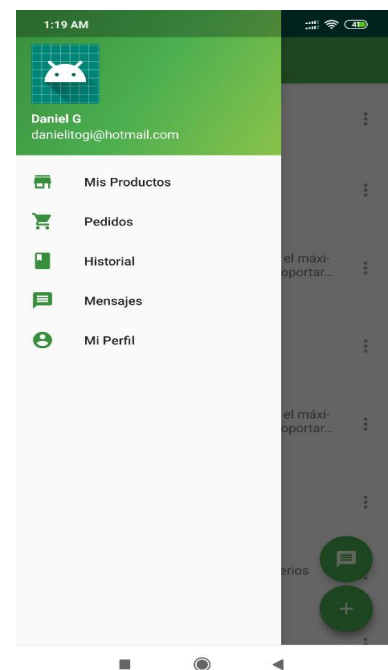 1:19 AM
41
Daniel G
danielitogi@hotmail.com
Mis Productos
Pedidos
Historial
Mensajes
Mi Perfil
el máxi-
oportar...
el máxi-
oportar...
erios